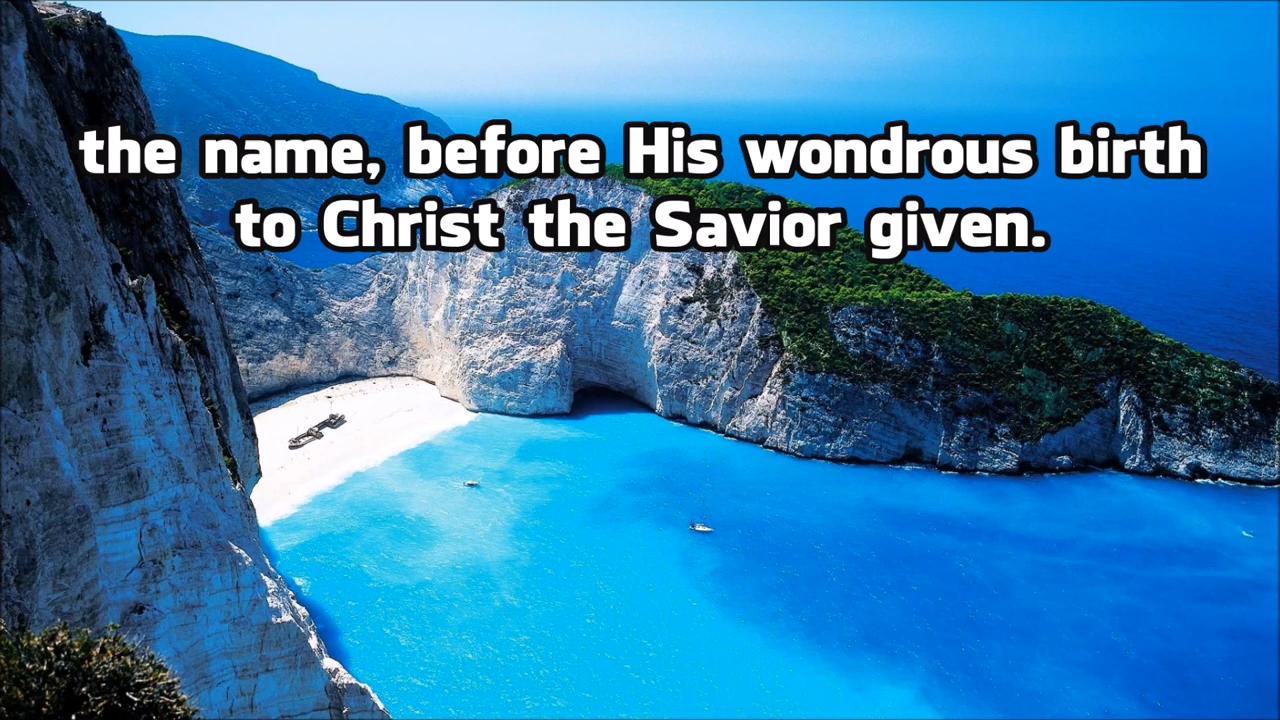 the name, before His wondrous birth
to Christ the Savior given.